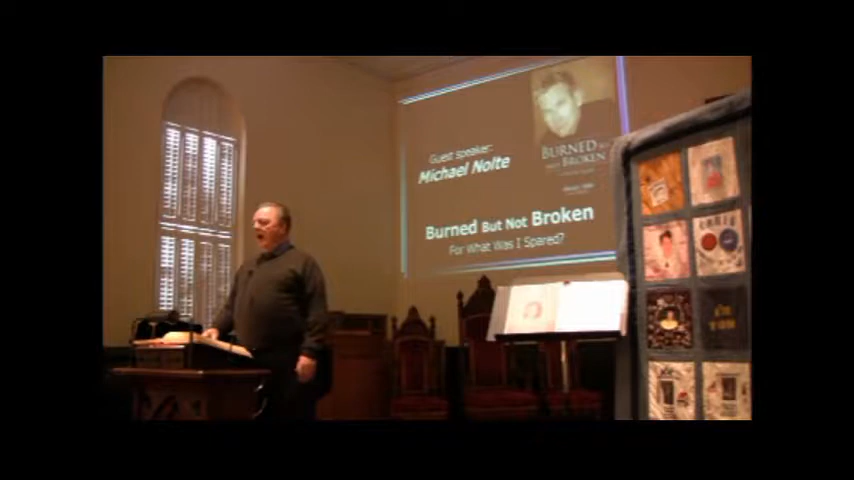 Guest speaker:
Michael Nolte
BURNED BUT
NOT BROKEN
Burned But Not Broken
For What Was I Spared?